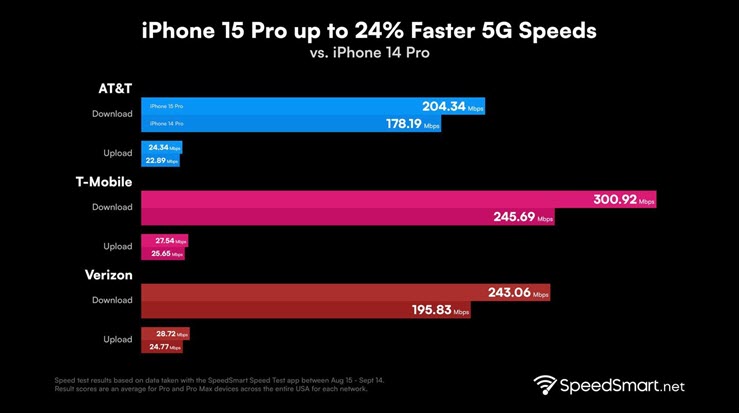 iPhone 15 Pro up to 24% Faster 5G Speeds
vs. iPhone 14 Pro
AT&T
Download
iPhone 15 Pro
204.34 Mbps
iPhone 14 Pro
178.19 Mbps
Upload
24.34 Mbps
22.89 Mbps
T-Mobile
Download
300.92 Mbps
245.69 Mbps
Upload
27.54 Mbps
25.65 Mbps
Verizon
Download
243.06 Mbps
195.83 Mbps
Upload
28.72 Mbps
24.77 Mbps
Speed test results based on data taken with the SpeedSmart Speed Test app between Aug 15 - Sept 14.
Result scores are an average for Pro and Pro Max devices across the entire USA for each network.
SpeedSmart.net